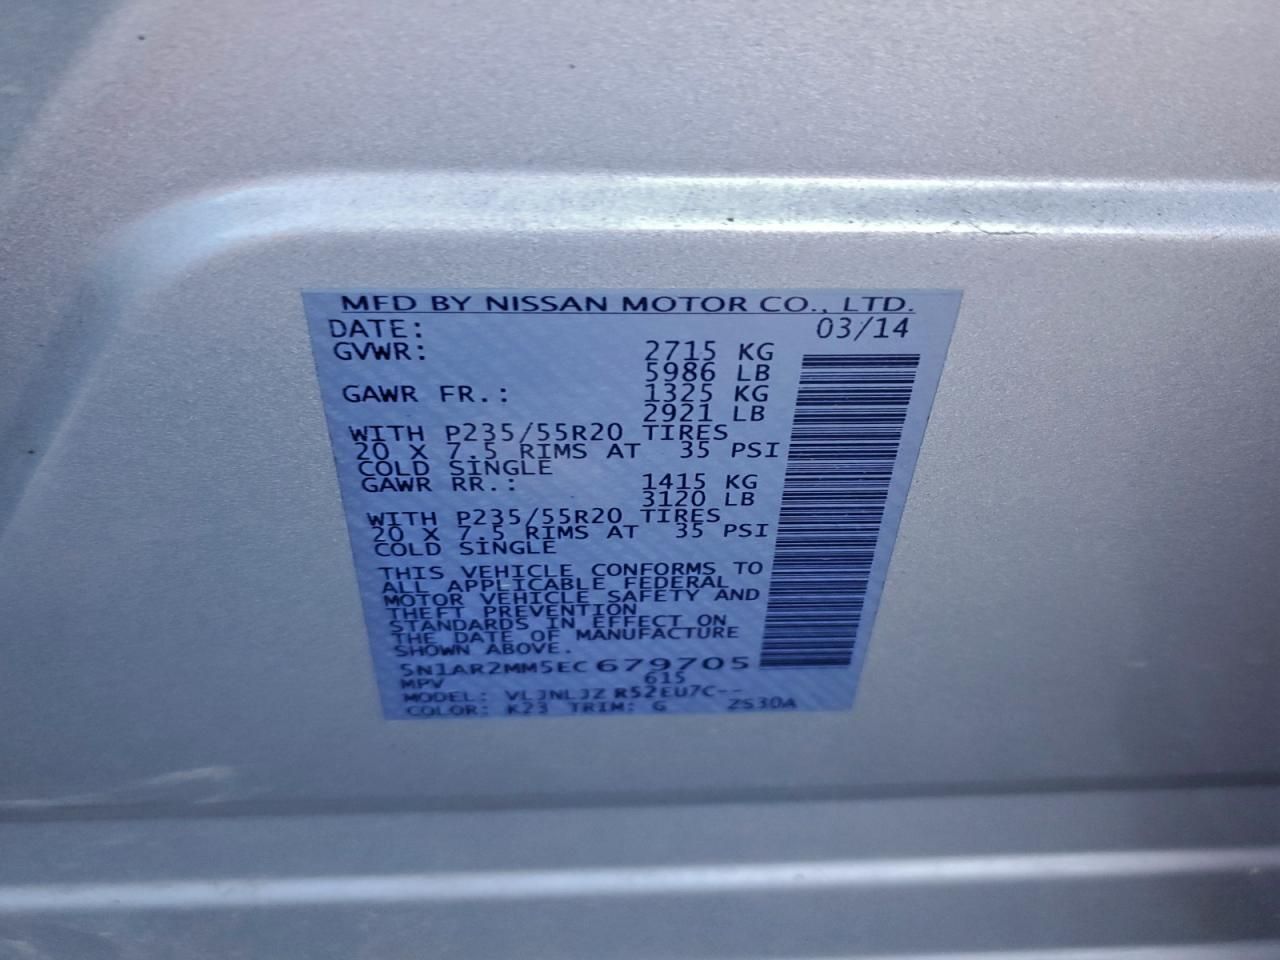 MFD BY NISSAN MOTOR CO., LTD.
DATE: 03/14
GVWR: 2715 KG
5986 LB
GAWR FR.: 1325 KG
2921 LB
WITH P235/55R20 TIRES
20 X 7.5 RIMS AT 35 PSI
COLD SINGLE
GAWR RR.: 1415 KG
3120 LB
WITH P235/55R20 TIRES
20 X 7.5 RIMS AT 35 PSI
COLD SINGLE
THIS VEHICLE CONFORMS TO
ALL APPLICABLE FEDERAL
MOTOR VEHICLE SAFETY AND
THEFT PREVENTION
STANDARDS IN EFFECT ON
THE DATE OF MANUFACTURE
SHOWN ABOVE.
5N1AR2MM5EC679705
MPV 615
MODEL: VLJNLJZ R52EU7C--
COLOR: K23 TRIM: G ZS30A